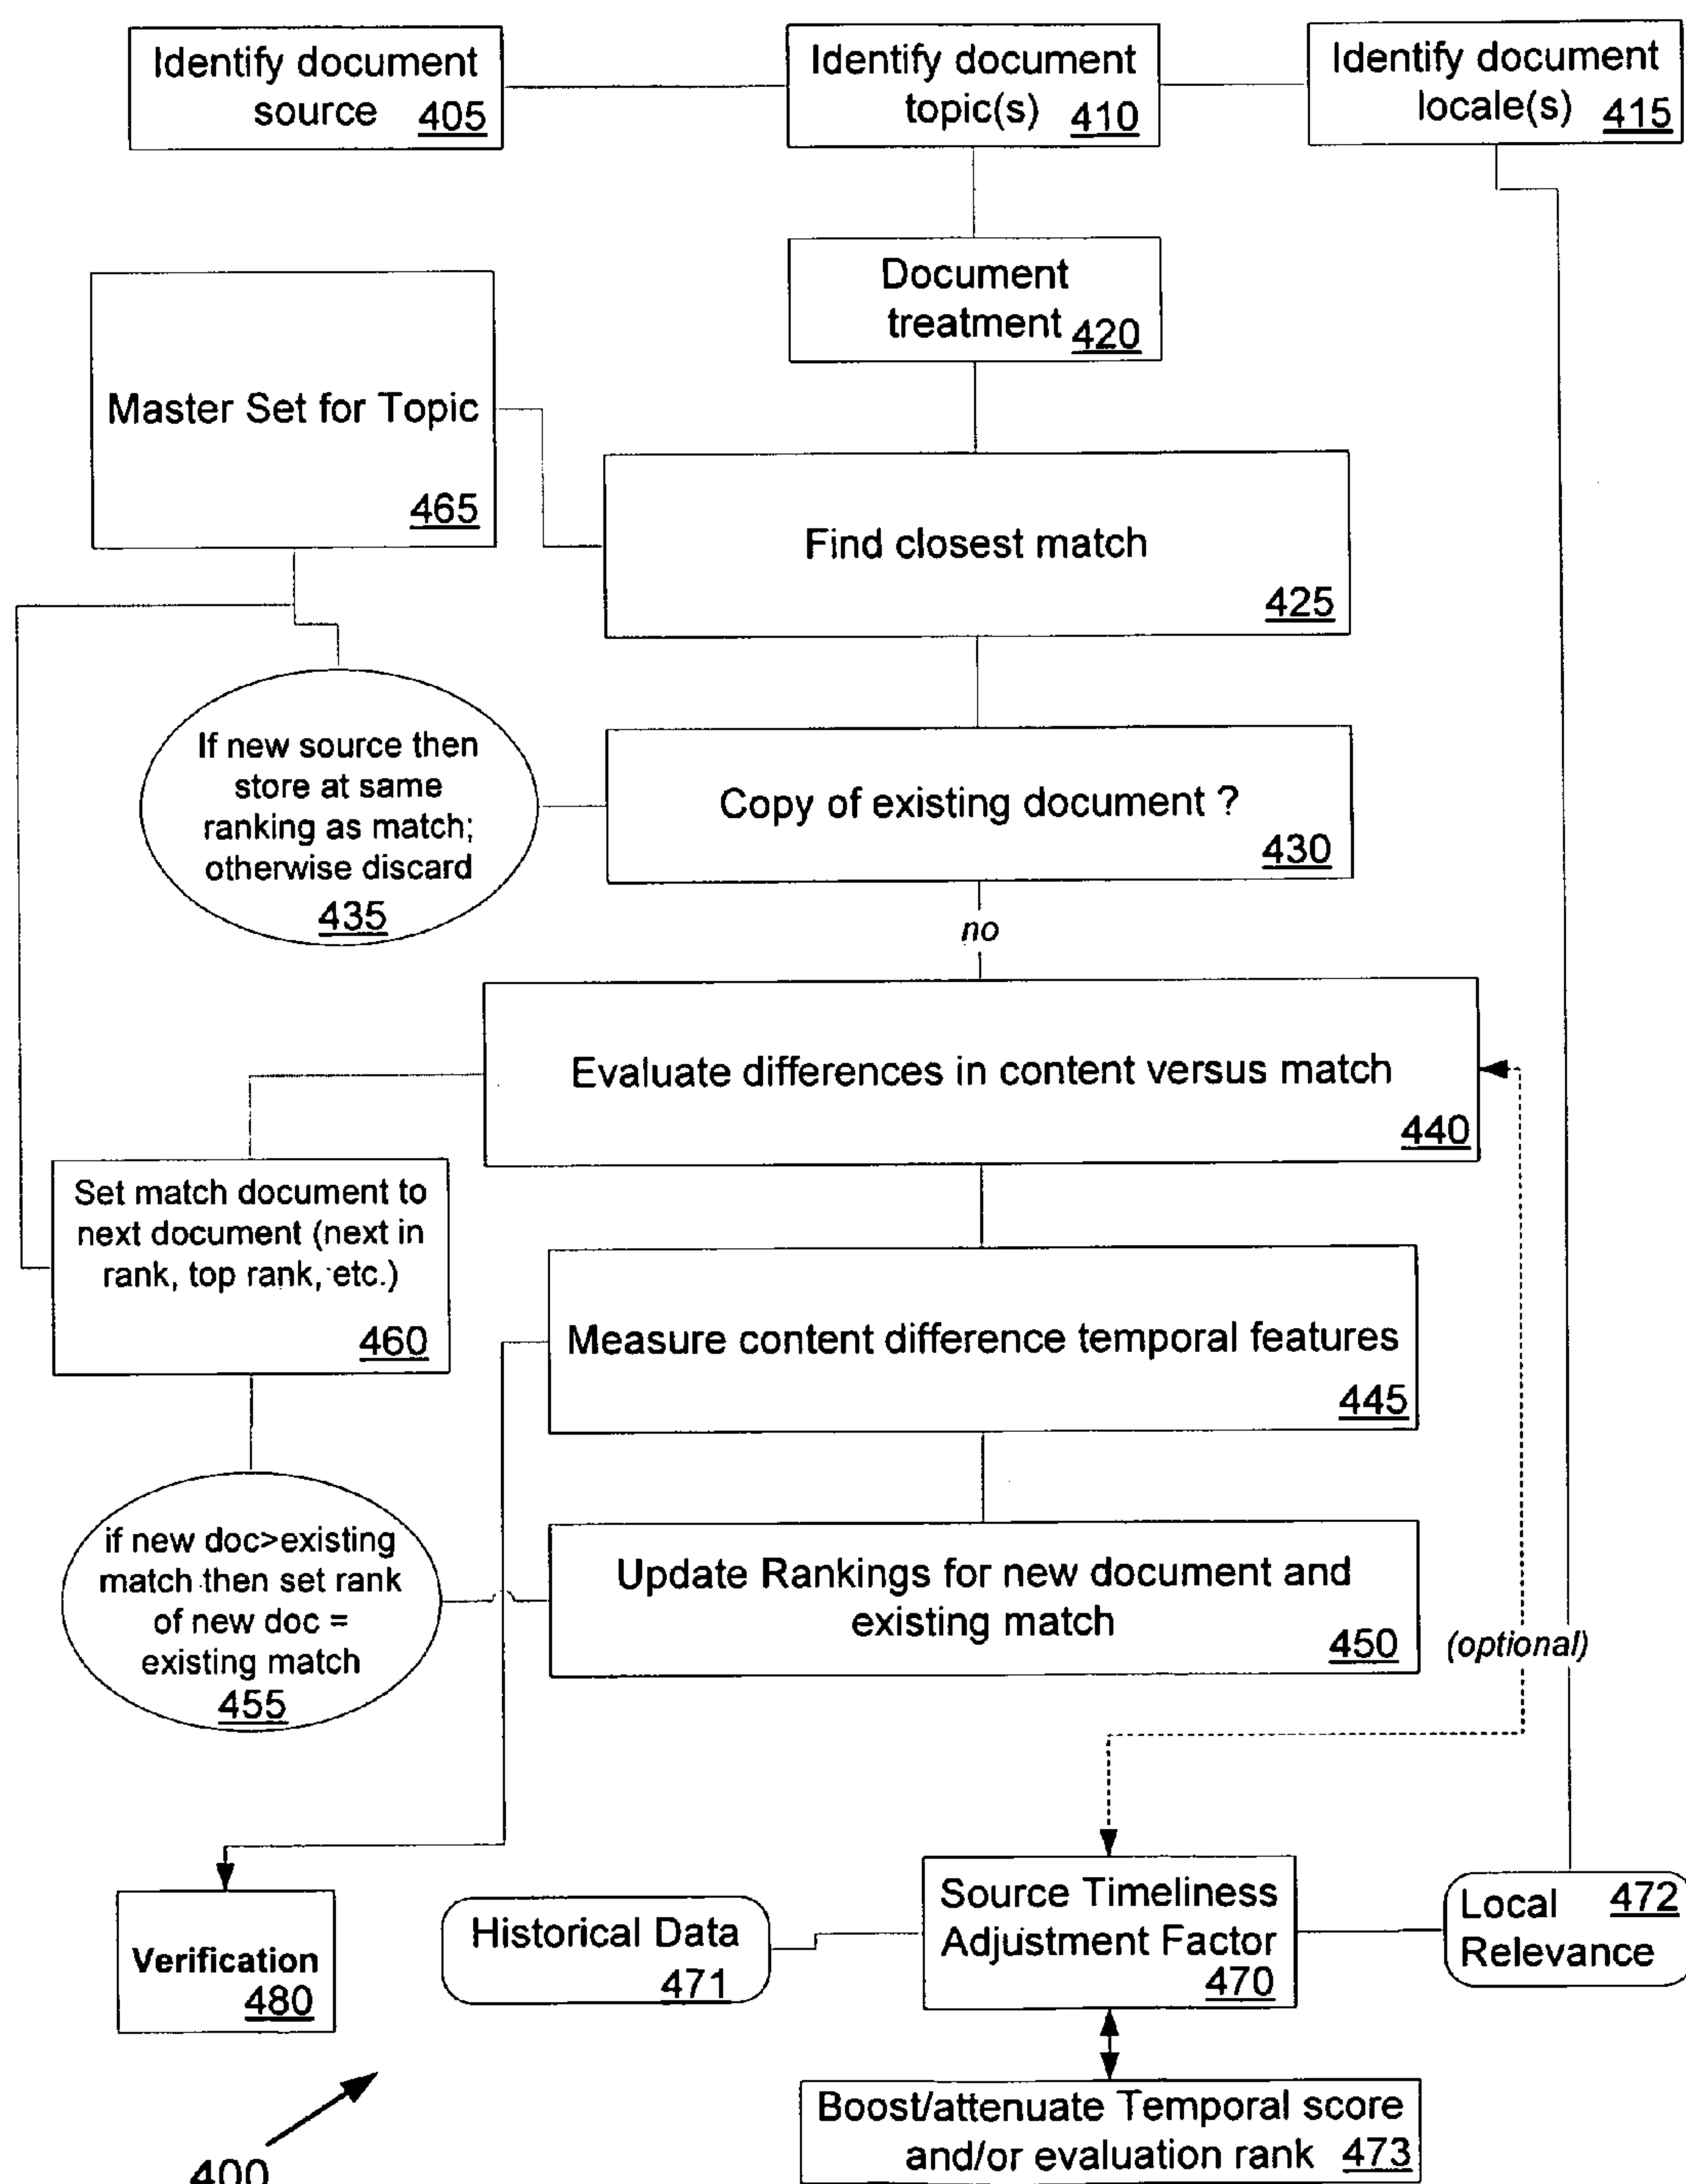 Identify document
source 405
Identify document
topic(s) 410
Identify document
locale(s) 415
Document
treatment 420
Master Set for Topic
465
Find closest match
425
If new source then
store at same
ranking as match;
otherwise discard
435
Copy of existing document ?
430
no
Evaluate differences in content versus match
440
Set match document to
next document (next in
rank, top rank, etc.)
460
Measure content difference temporal features
445
if new doc>existing
match then set rank
of new doc =
existing match
455
Update Rankings for new document and
existing match
450
(optional)
Verification
480
Historical Data
471
Source Timeliness
Adjustment Factor
470
Local 472
Relevance
Boost/attenuate Temporal score
and/or evaluation rank 473
400